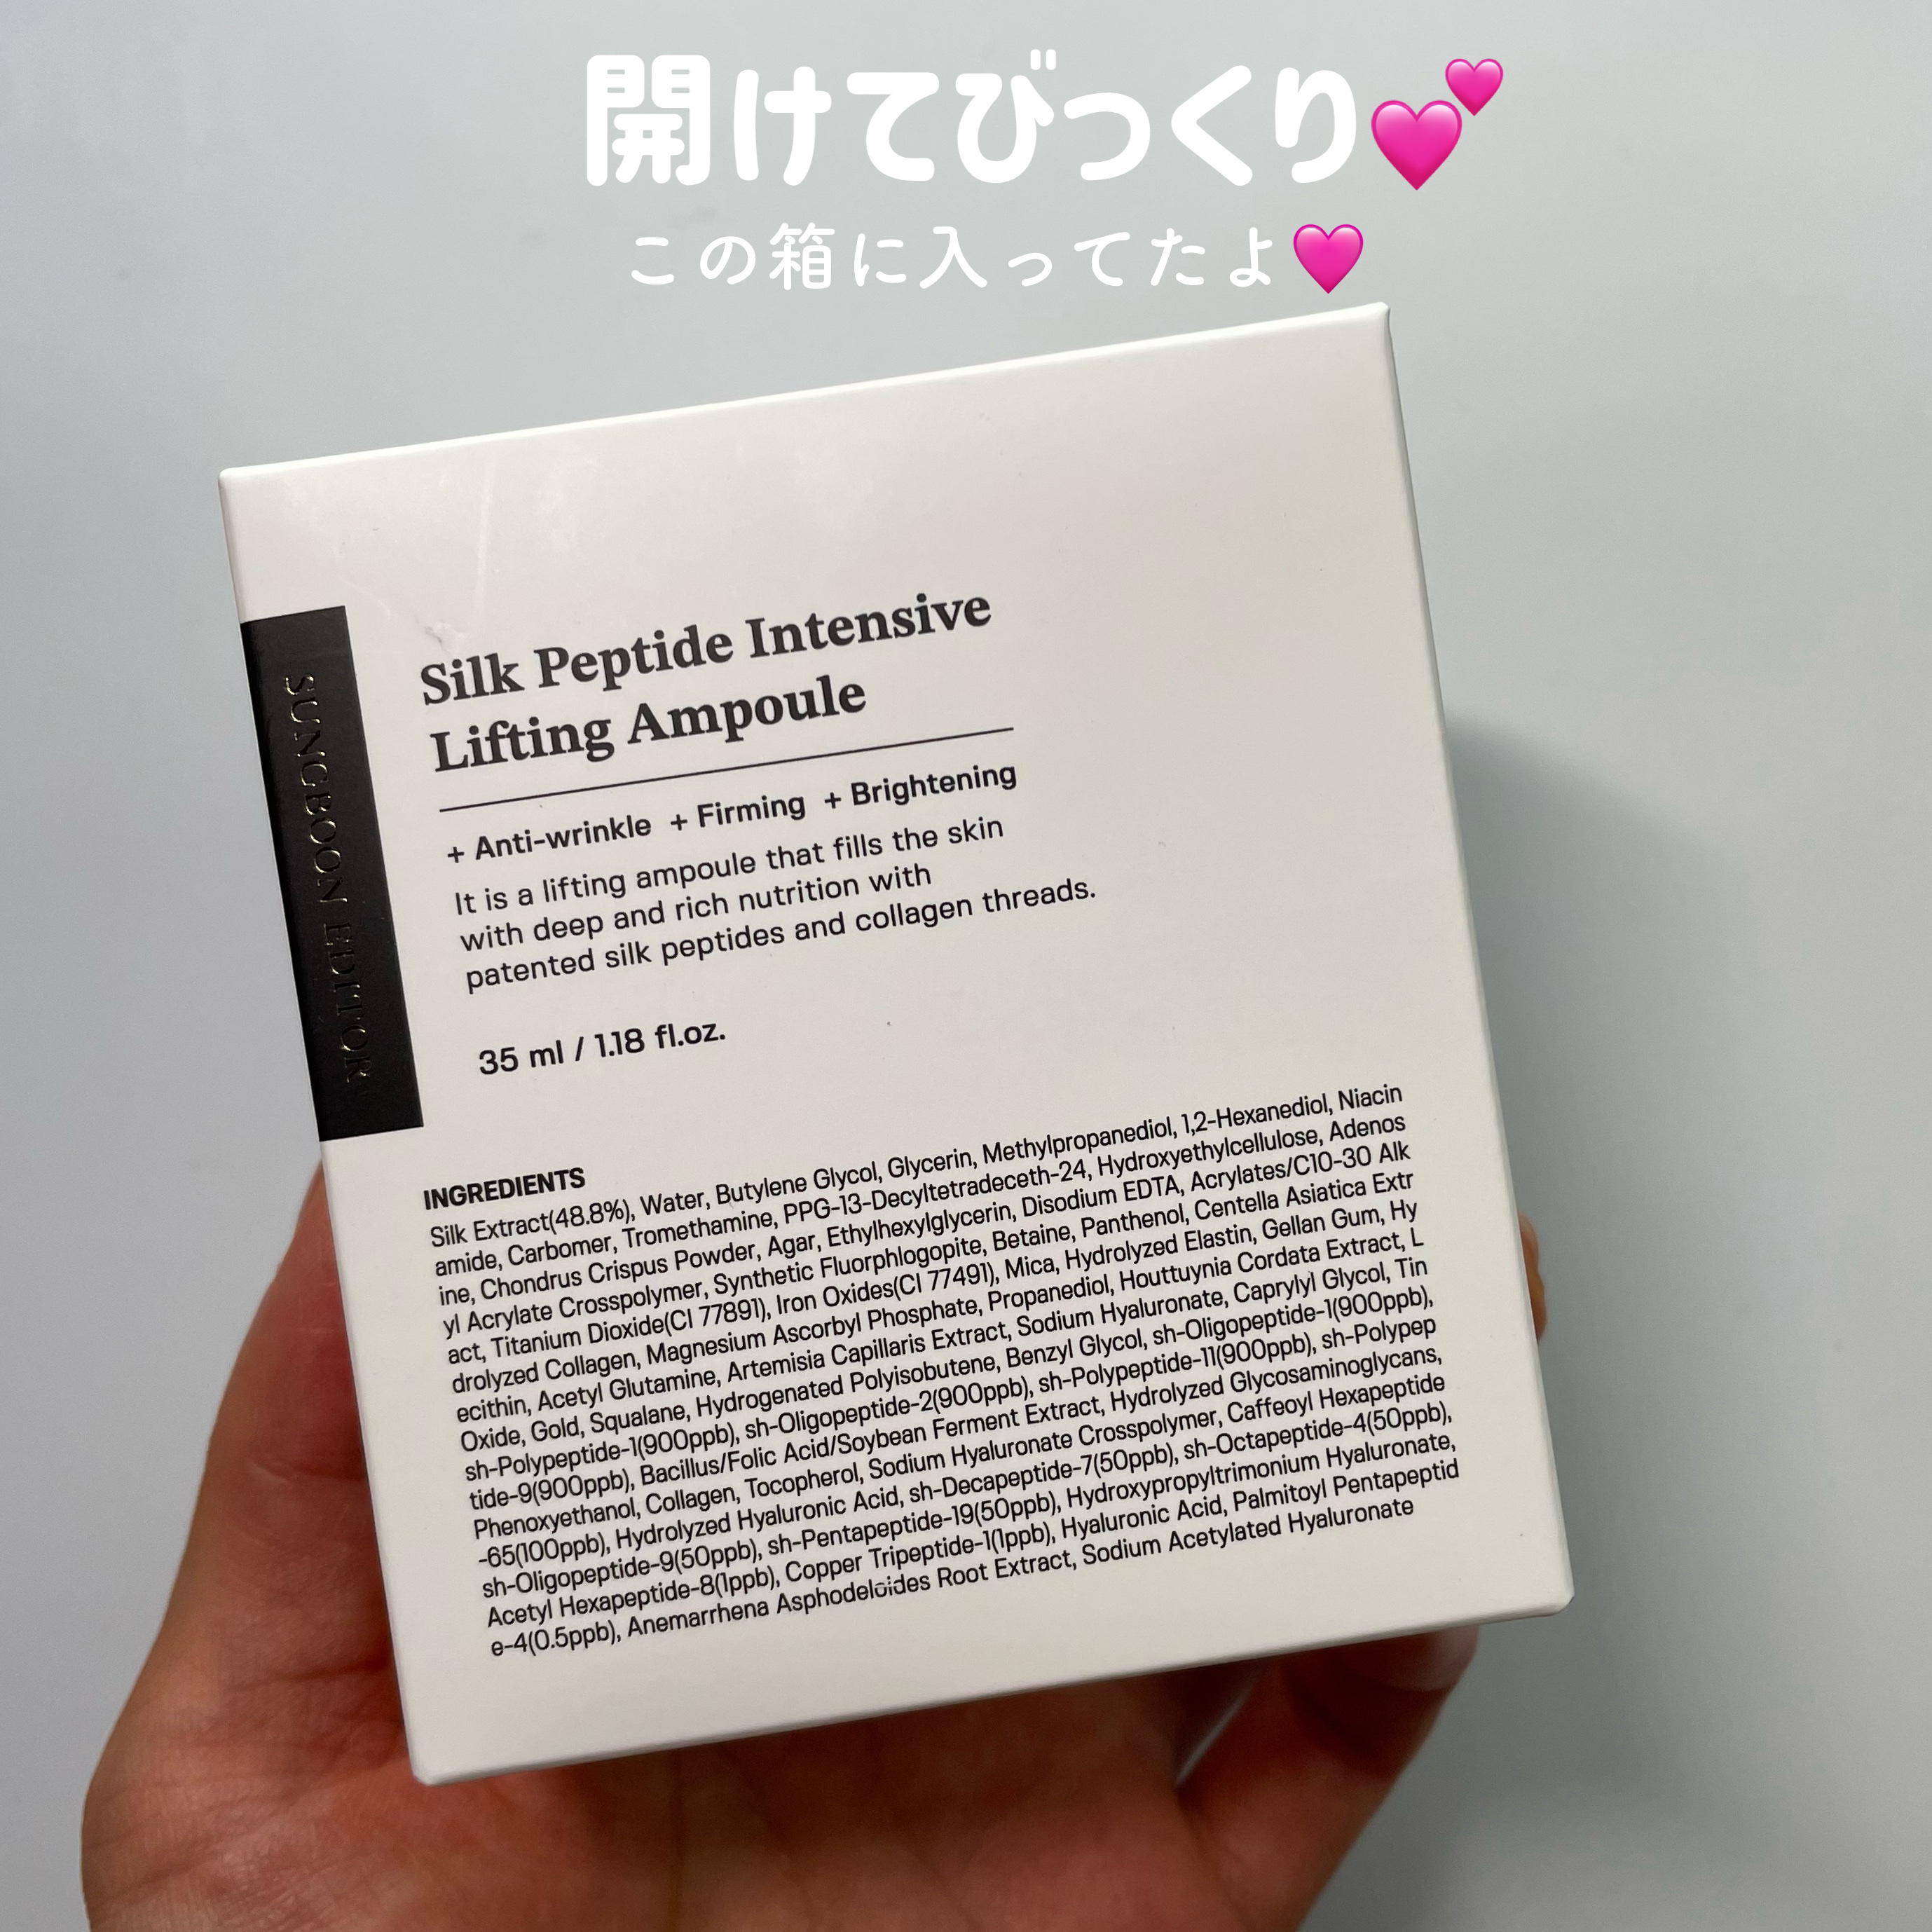 開けてびっくり💕
この箱に入ってたよ🩷
SUNGBOON EDITOR
Silk Peptide Intensive
Lifting Ampoule
+ Anti-wrinkle + Firming + Brightening
It is a lifting ampoule that fills the skin
with deep and rich nutrition with
patented silk peptides and collagen threads.
35 ml / 1.18 fl.oz.
INGREDIENTS
Silk Extract(48.8%), Water, Butylene Glycol, Glycerin, Methylpropanediol, 1,2-Hexanediol, Niacin
amide, Carbomer, Tromethamine, PPG-13-Decyltetradeceth-24, Hydroxyethylcellulose, Adenos
ine, Chondrus Crispus Powder, Agar, Ethylhexylglycerin, Disodium EDTA, Acrylates/C10-30 Alk
yl Acrylate Crosspolymer, Synthetic Fluorphlogopite, Betaine, Panthenol, Centella Asiatica Extr
act, Titanium Dioxide(CI 77891), Iron Oxides(CI 77491), Mica, Hydrolyzed Elastin, Gellan Gum, Hy
drolyzed Collagen, Magnesium Ascorbyl Phosphate, Propanediol, Houttuynia Cordata Extract, L
ecithin, Acetyl Glutamine, Artemisia Capillaris Extract, Sodium Hyaluronate, Caprylyl Glycol, Tin
Oxide, Gold, Squalane, Hydrogenated Polyisobutene, Benzyl Glycol, sh-Oligopeptide-1(900ppb),
sh-Polypeptide-1(900ppb), sh-Oligopeptide-2(900ppb), sh-Polypeptide-11(900ppb), sh-Polypep
tide-9(900ppb), Bacillus/Folic Acid/Soybean Ferment Extract, Hydrolyzed Glycosaminoglycans,
Phenoxyethanol, Collagen, Tocopherol, Sodium Hyaluronate Crosspolymer, Caffeoyl Hexapeptide
-65(100ppb), Hydrolyzed Hyaluronic Acid, sh-Decapeptide-7(50ppb), sh-Octapeptide-4(50ppb),
sh-Oligopeptide-9(50ppb), sh-Pentapeptide-19(50ppb), Hydroxypropyltrimonium Hyaluronate,
Acetyl Hexapeptide-8(1ppb), Copper Tripeptide-1(1ppb), Hyaluronic Acid, Palmitoyl Pentapeptid
e-4(0.5ppb), Anemarrhena Asphodeloides Root Extract, Sodium Acetylated Hyaluronate